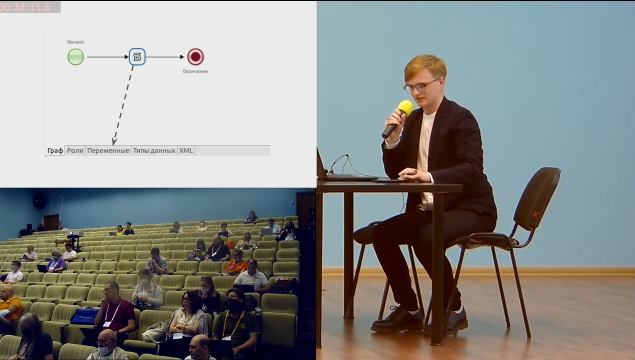 00:34:11.8
Начало
Окончание
Граф Роли Переменные Типы данных XML